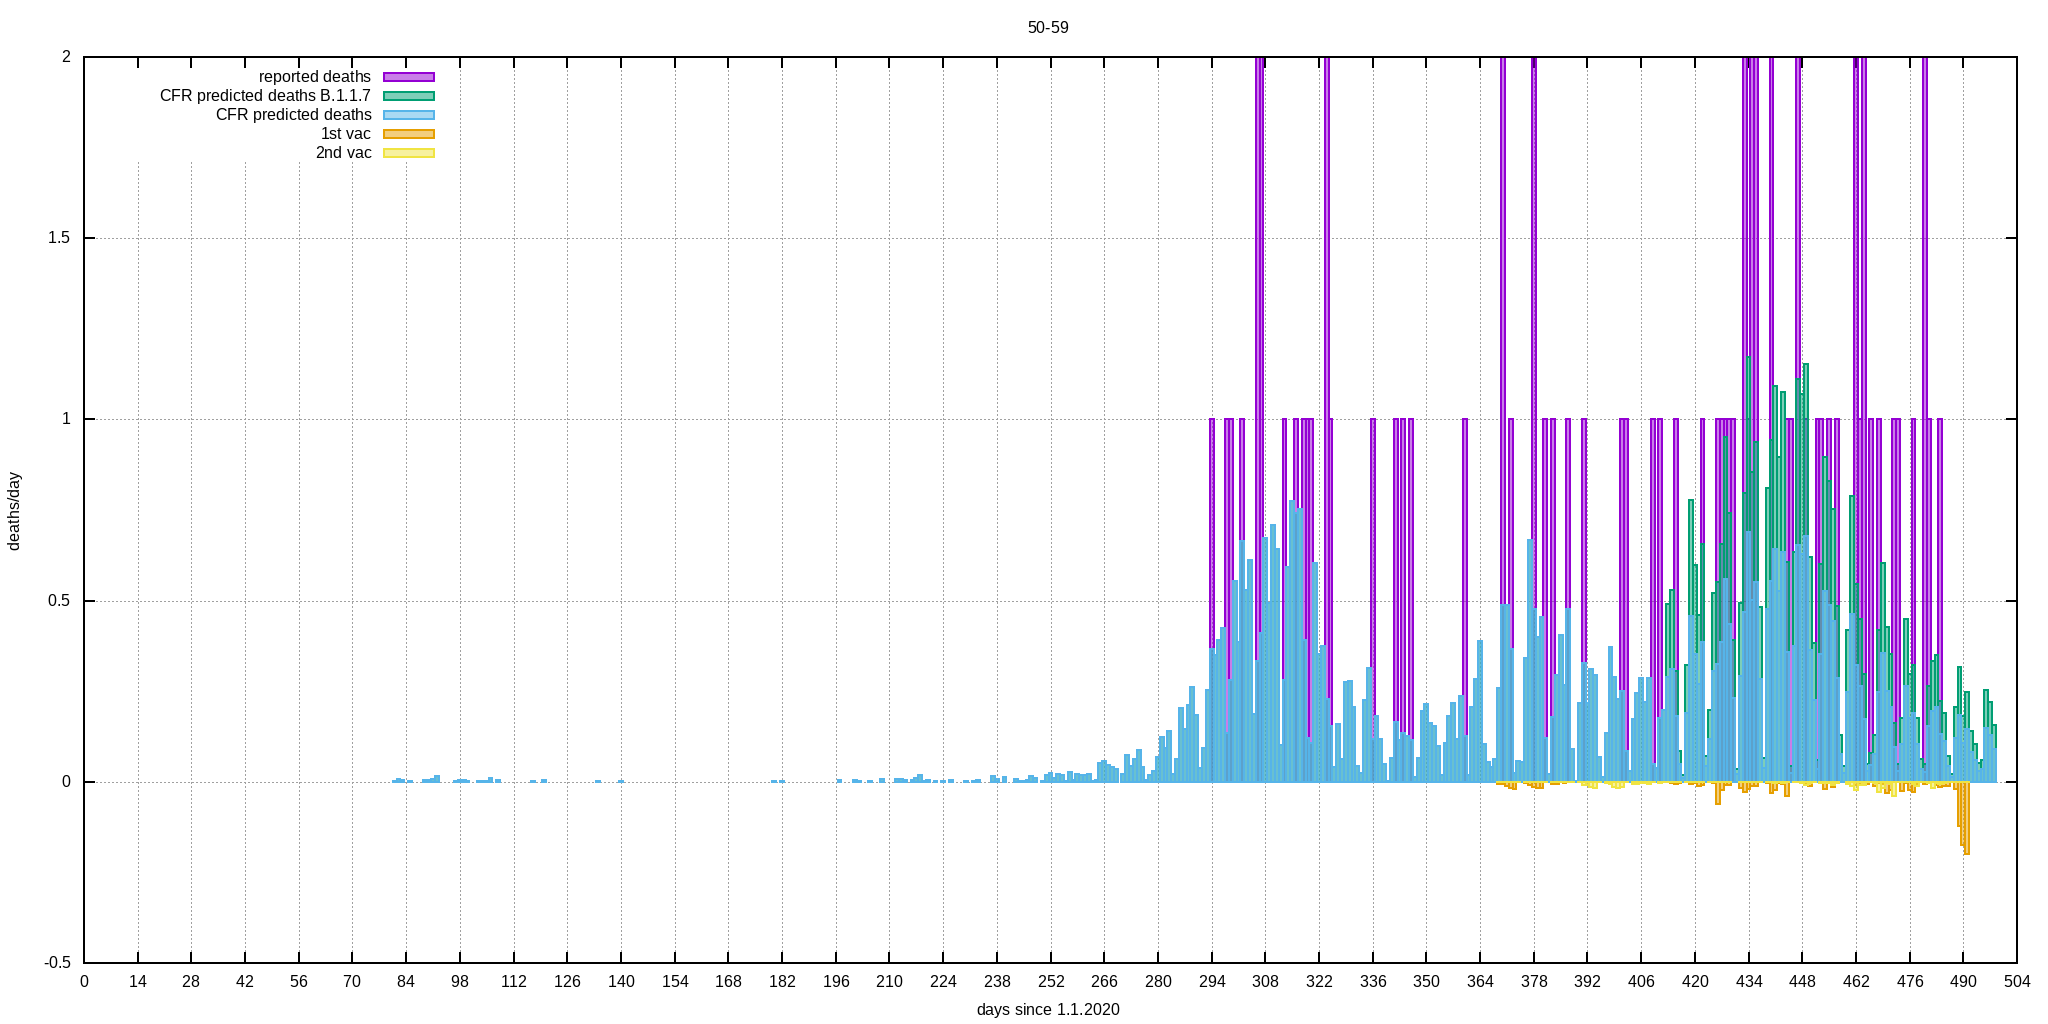 50-59
reported deaths
CFR predicted deaths B.1.1.7
CFR predicted deaths
1st vac
2nd vac
2
1.5
1
0.5
0
-0.5
deaths/day
0 14 28 42 56 70 84 98 112 126 140 154 168 182 196 210 224 238 252 266 280 294 308 322 336 350 364 378 392 406 420 434 448 462 476 490 504
days since 1.1.2020